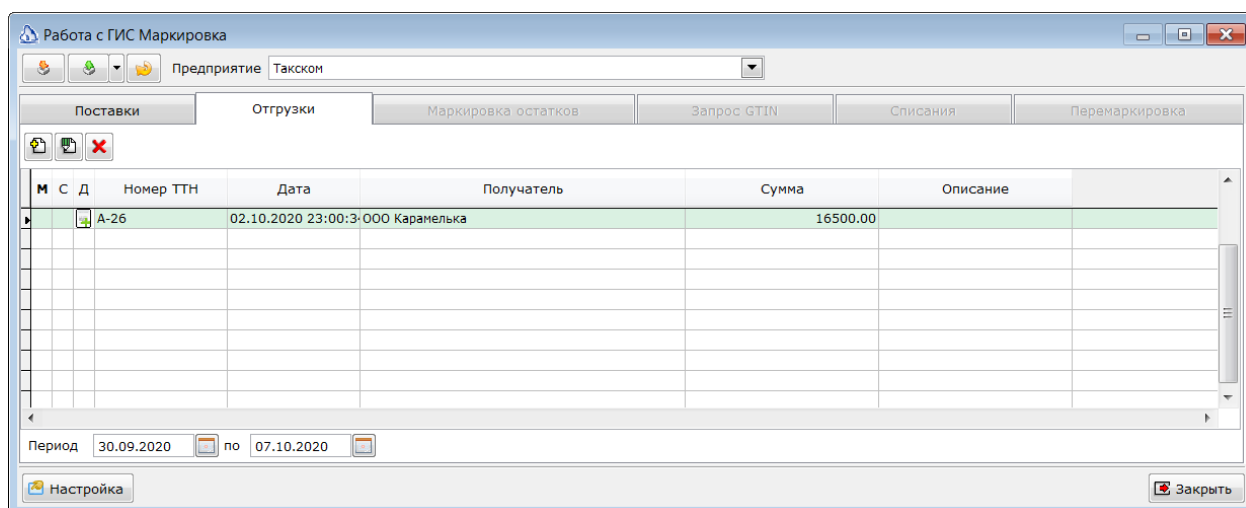 Работа с ГИС Маркировка
Предприятие Такском
Поставки Отгрузки Маркировка остатков Запрос GTIN Списания Перемаркировка
М С Д Номер ТТН Дата Получатель Сумма Описание
А-26 02.10.2020 23:00:3 ООО Карамелька 16500.00
Период 30.09.2020 по 07.10.2020
Настройка Закрыть